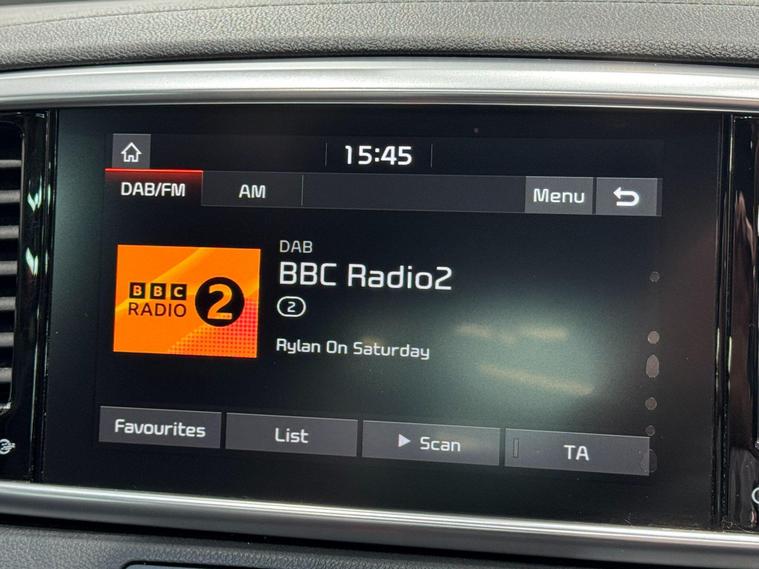 15:45
DAB/FM
AM
Menu
DAB
BBC Radio2
2
BBC
RADIO 2
Rylan On Saturday
Favourites
List
Scan
TA